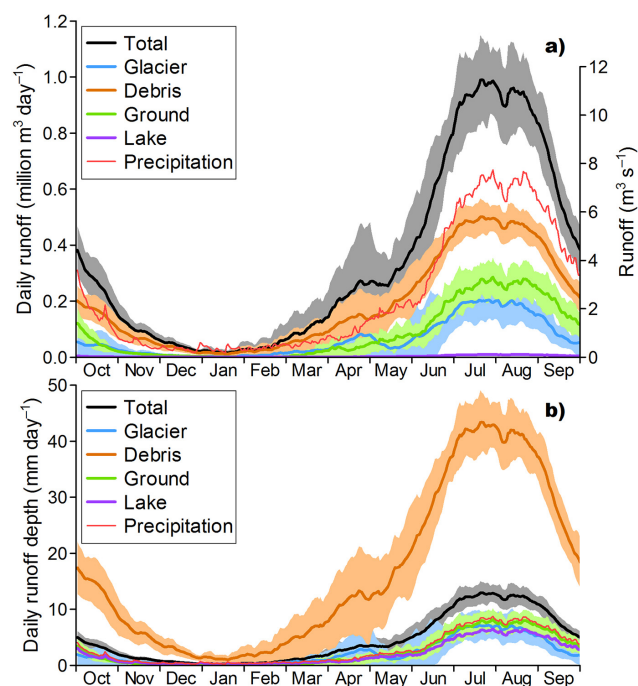 a)
Daily runoff (million m³ day⁻¹)
1.2
1.0
0.8
0.6
0.4
0.2
0.0
Total
Glacier
Debris
Ground
Lake
Precipitation
12
10
8
6
4
2
0
Runoff (m³ s⁻¹)
Oct Nov Dec Jan Feb Mar Apr May Jun Jul Aug Sep
b)
Daily runoff depth (mm day⁻¹)
50
40
30
20
10
0
Total
Glacier
Debris
Ground
Lake
Precipitation
Oct Nov Dec Jan Feb Mar Apr May Jun Jul Aug Sep